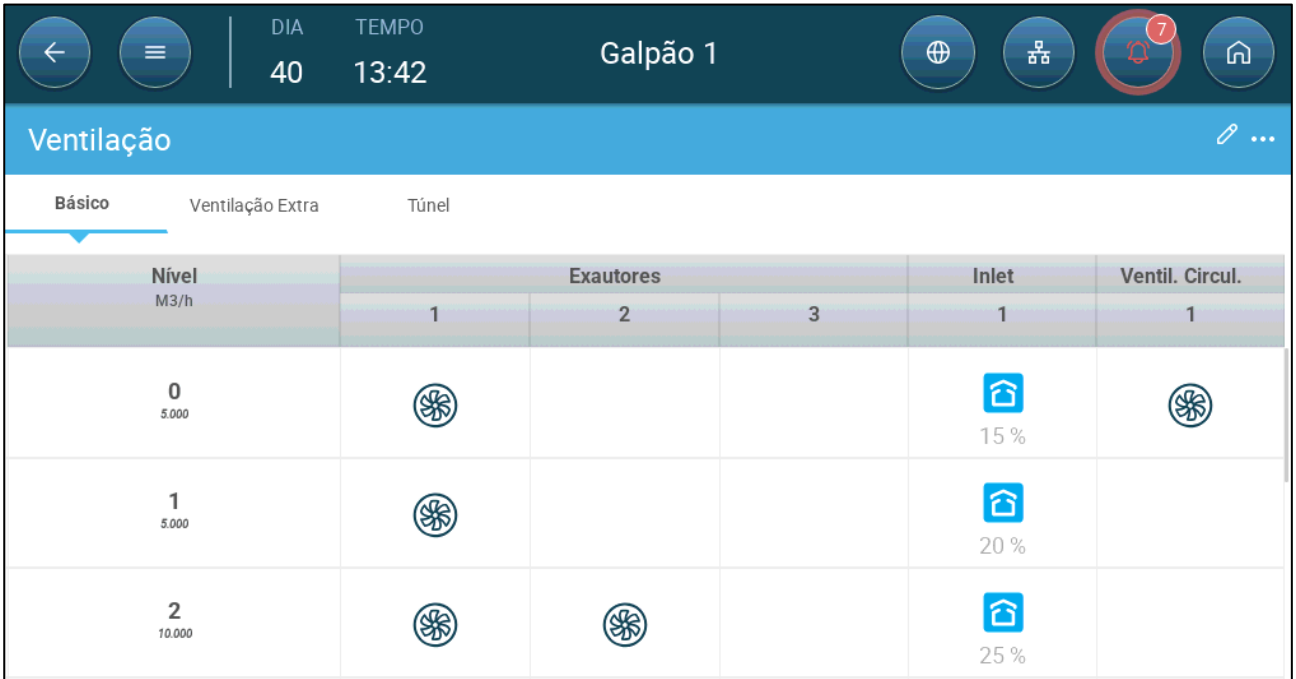 DIA TEMPO
40 13:42 Galpão 1 7
Ventilação
Básico Ventilação Extra Túnel
Nível Exautores Inlet Ventil. Circul.
M3/h 1 2 3 1 1
0
5.000
15 %
1
5.000
20 %
2
10.000
25 %